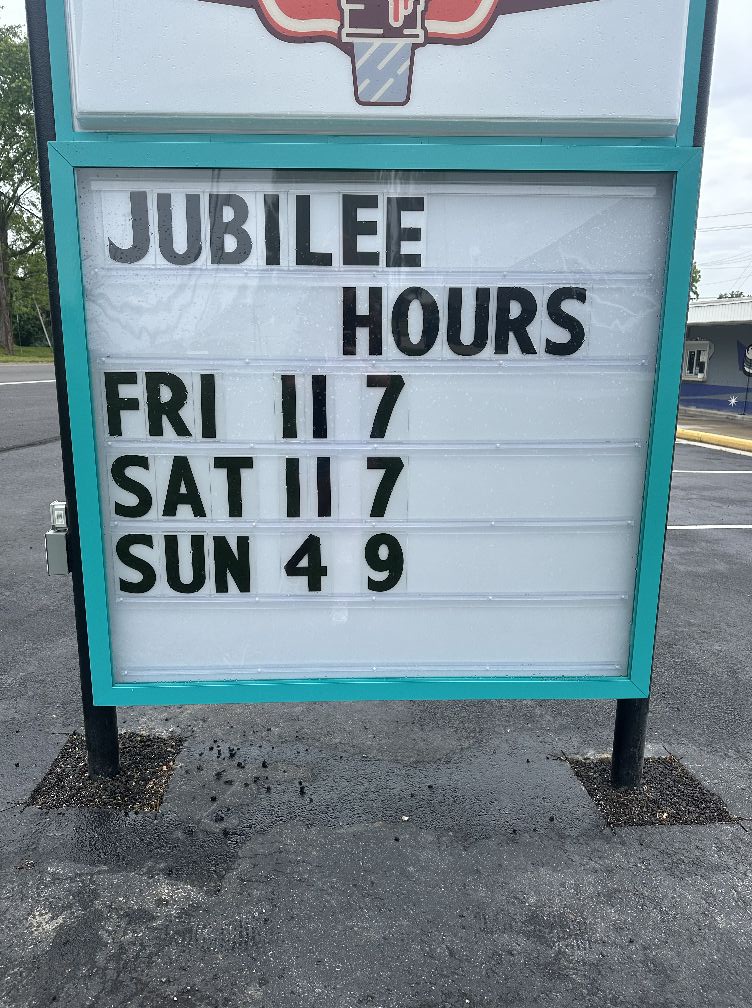 JUBILEE
HOURS
FRI 11 7
SAT 11 7
SUN 4 9